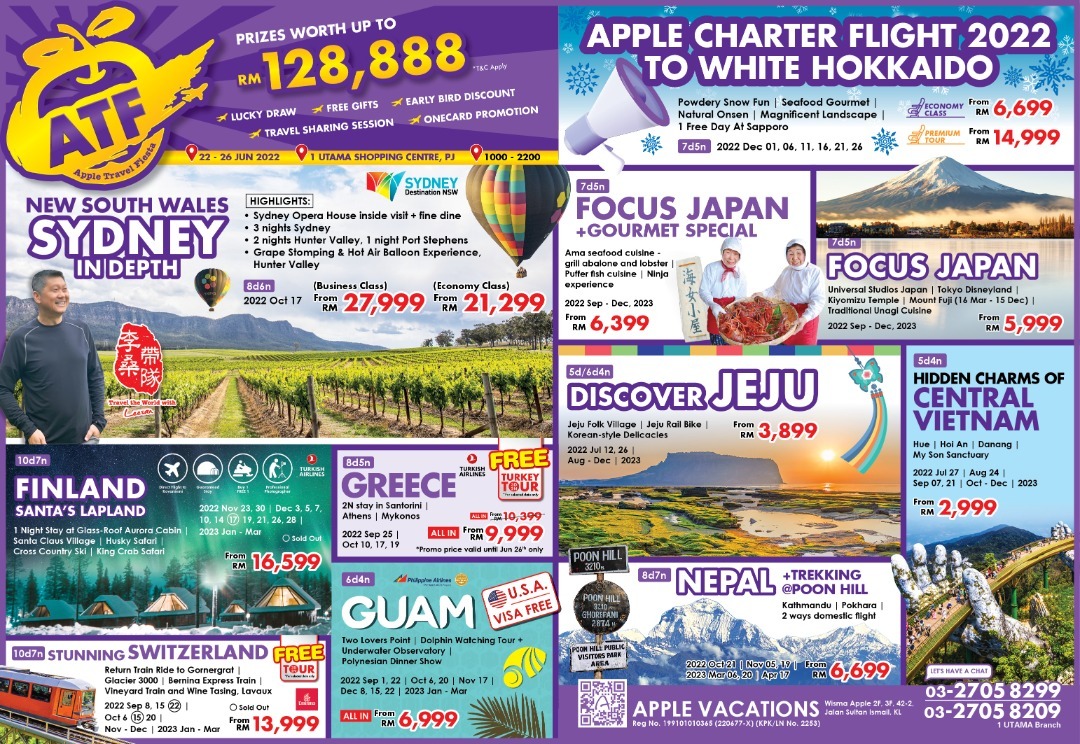 ATF
Apple Travel Fiesta
PRIZES WORTH UP TO
RM 128,888
*T&C Apply
LUCKY DRAW
FREE GIFTS
EARLY BIRD DISCOUNT
TRAVEL SHARING SESSION
ONECARD PROMOTION
22 - 26 JUN 2022
1 UTAMA SHOPPING CENTRE, PJ
1000 - 2200
NEW SOUTH WALES
SYDNEY
IN DEPTH
SYDNEY
Destination NSW
HIGHLIGHTS:
• Sydney Opera House inside visit + fine dine
• 3 nights Sydney
• 2 nights Hunter Valley, 1 night Port Stephens
• Grape Stomping & Hot Air Balloon Experience,
Hunter Valley
8d6n
2022 Oct 17
(Business Class)
From RM 27,999
(Economy Class)
From RM 21,299
李桑
帶隊
Travel the World with
Leesan
10d7n
FINLAND
SANTA'S LAPLAND
TURKISH
AIRLINES
1 Night Stay at Glass-Roof Aurora Cabin |
Santa Claus Village | Husky Safari |
Cross Country Ski | King Crab Safari
2022 Nov 23, 30 | Dec 3, 5, 7,
10, 14 17 19, 21, 26, 28 |
2023 Jan - Mar
Sold Out
From RM 16,599
8d5n
GREECE
TURKISH
AIRLINES
FREE
TURKEY
TOUR
2N stay in Santorini |
Athens | Mykonos
2022 Sep 25 |
Oct 10, 17, 19
ALL IN From RM 10,399
ALL IN From RM 9,999
*Promo price valid until Jun 26th only
6d4n
Philippine Airlines
GUAM
U.S.A.
VISA FREE
Two Lovers Point | Dolphin Watching Tour +
Underwater Observatory |
Polynesian Dinner Show
2022 Sep 1, 22 | Oct 6, 20 | Nov 17 |
Dec 8, 15, 22 | 2023 Jan - Mar
ALL IN From RM 6,999
10d7n STUNNING SWITZERLAND
FREE
TOUR
Return Train Ride to Gornergrat |
Glacier 3000 | Bernina Express Train |
Vineyard Train and Wine Tasing, Lavaux
Emirates
2022 Sep 8, 15 22 |
Oct 6 15 20 |
Nov - Dec | 2023 Jan - Mar
Sold Out
From RM 13,999
APPLE CHARTER FLIGHT 2022
TO WHITE HOKKAIDO
Powdery Snow Fun | Seafood Gourmet |
Natural Onsen | Magnificent Landscape |
1 Free Day At Sapporo
7d5n 2022 Dec 01, 06, 11, 16, 21, 26
ECONOMY
CLASS
From RM 6,699
PREMIUM
TOUR
From RM 14,999
7d5n
FOCUS JAPAN
+GOURMET SPECIAL
Ama seafood cuisine -
grill abalone and lobster |
Puffer fish cuisine | Ninja
experience
2022 Sep - Dec, 2023
From RM 6,399
海女小屋
7d5n
FOCUS JAPAN
Universal Studios Japan | Tokyo Disneyland |
Kiyomizu Temple | Mount Fuji (16 Mar - 15 Dec) |
Traditional Unagi Cuisine
2022 Sep - Dec, 2023
From RM 5,999
5d/6d4n
DISCOVER JEJU
Jeju Folk Village | Jeju Rail Bike |
Korean-style Delicacies
2022 Jul 12, 26 |
Aug - Dec | 2023
From RM 3,899
5d4n
HIDDEN CHARMS OF
CENTRAL
VIETNAM
Hue | Hoi An | Danang |
My Son Sanctuary
2022 Jul 27 | Aug 24 |
Sep 07, 21 | Oct - Dec | 2023
From RM 2,999
POON HILL
3210 M
POON HILL
3210
GHOREPANI
2874 M
POON HILL PUBLIC
VISITORS PARK
AREA
8d7n
NEPAL
+TREKKING
@POON HILL
Kathmandu | Pokhara |
2 ways domestic flight
2022 Oct 21 | Nov 05, 19 |
2023 Mar 06, 20 | Apr 17
From RM 6,699
APPLE VACATIONS
Wisma Apple 2F, 3F, 42-2,
Jalan Sultan Ismail, KL
Reg No. 199101010365 (220677-X) (KPK/LN No. 2253)
LET'S HAVE A CHAT
03-2705 8299
03-2705 8209
1 UTAMA Branch